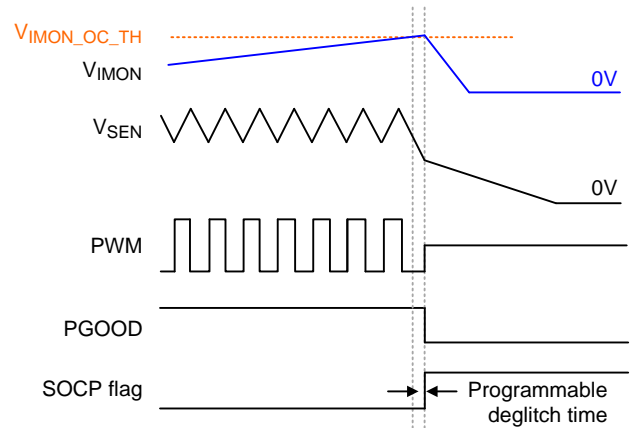 VIMON_OC_TH
VIMON
0V
VSEN
0V
PWM
PGOOD
SOCP flag
Programmable
deglitch time